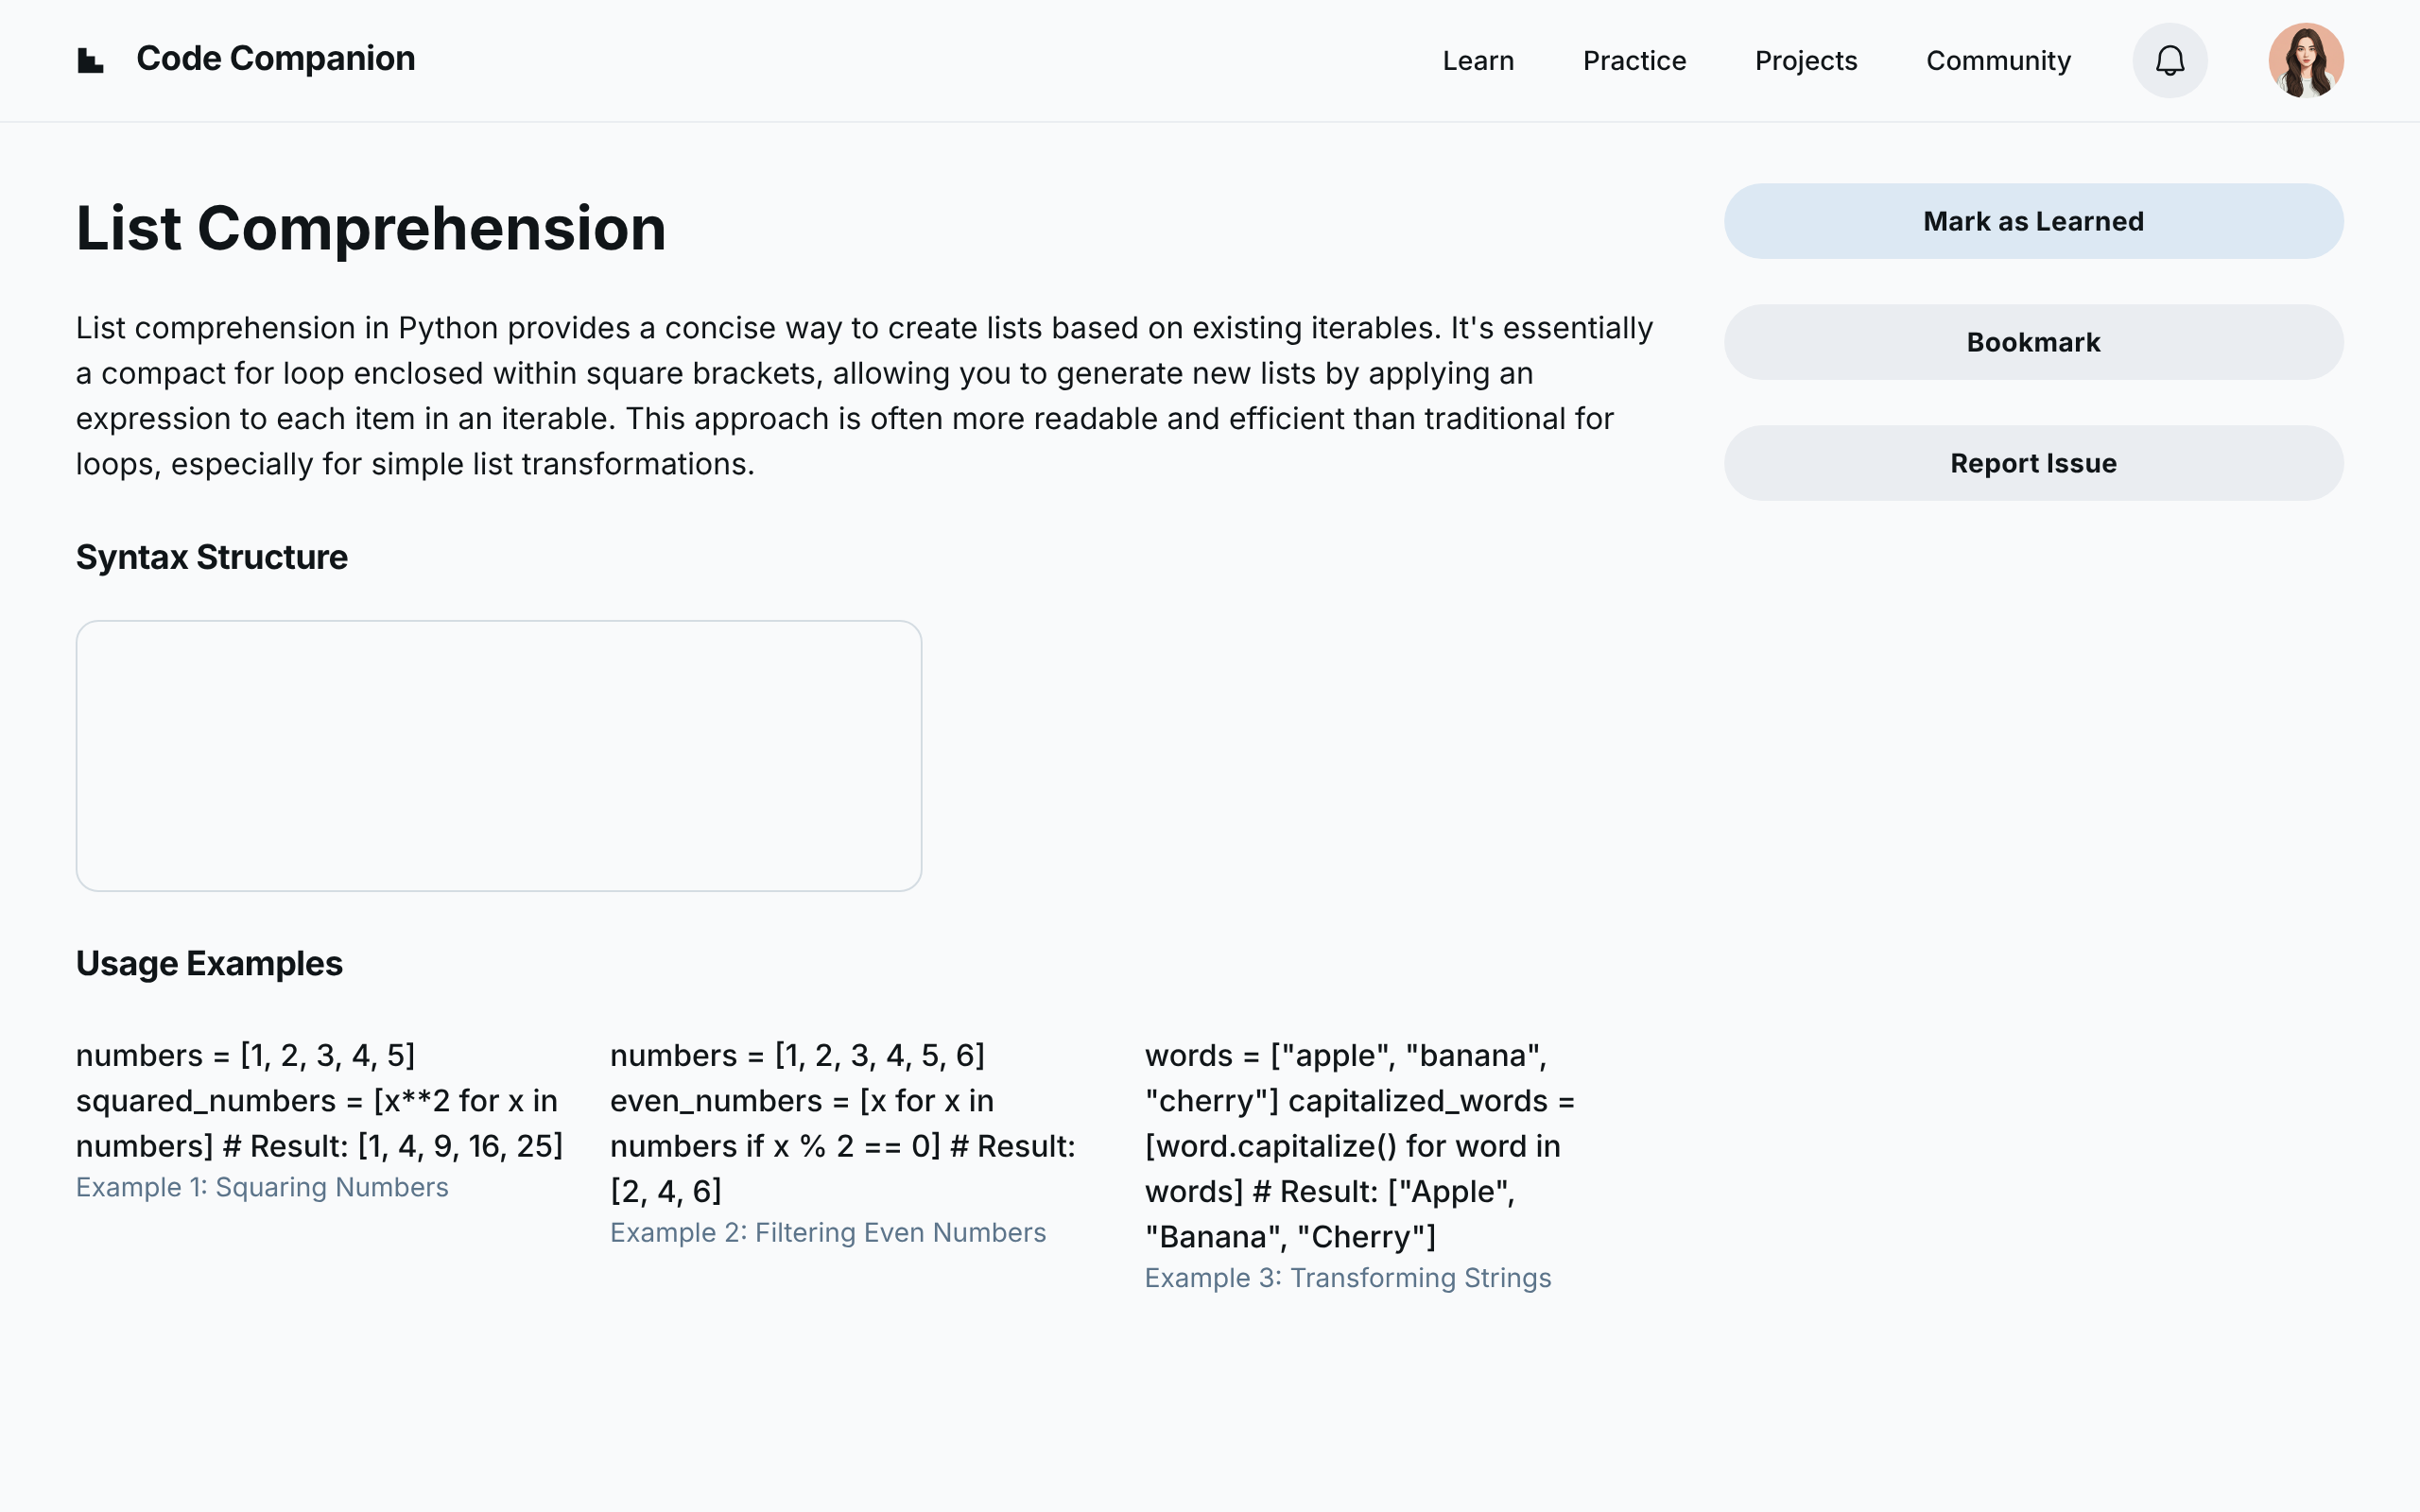 Code Companion
Learn
Practice
Projects
Community
List Comprehension
Mark as Learned
Bookmark
Report Issue
List comprehension in Python provides a concise way to create lists based on existing iterables. It's essentially
a compact for loop enclosed within square brackets, allowing you to generate new lists by applying an
expression to each item in an iterable. This approach is often more readable and efficient than traditional for
loops, especially for simple list transformations.
Syntax Structure
Usage Examples
numbers = [1, 2, 3, 4, 5]
squared_numbers = [x**2 for x in
numbers] # Result: [1, 4, 9, 16, 25]
Example 1: Squaring Numbers
numbers = [1, 2, 3, 4, 5, 6]
even_numbers = [x for x in
numbers if x % 2 == 0] # Result:
[2, 4, 6]
Example 2: Filtering Even Numbers
words = ["apple", "banana",
"cherry"] capitalized_words =
[word.capitalize() for word in
words] # Result: ["Apple",
"Banana", "Cherry"]
Example 3: Transforming Strings